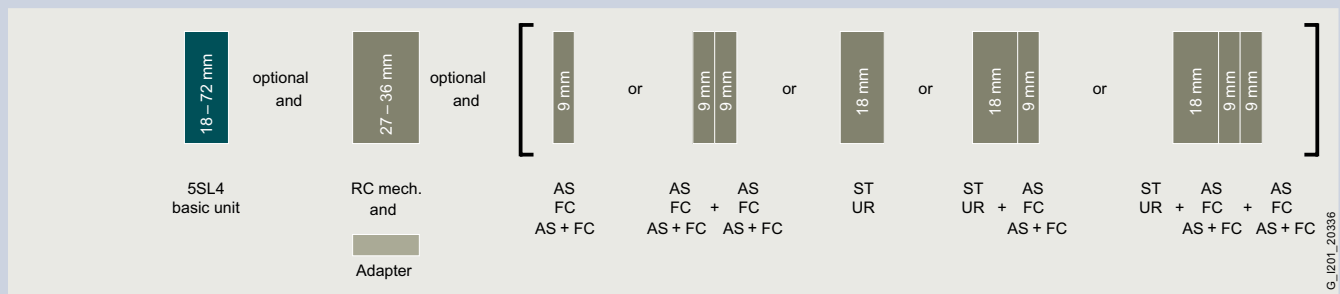 18 – 72 mm
optional
and
27 – 36 mm
optional
and
9 mm
or
9 mm
9 mm
or
18 mm
or
18 mm
9 mm
or
18 mm
9 mm
9 mm
5SL4
basic unit
RC mech.
and
Adapter
AS
FC
AS + FC
AS
FC
AS + FC
+
AS
FC
AS + FC
ST
UR
ST
UR
+
AS
FC
AS + FC
ST
UR
+
AS
FC
AS + FC
+
AS
FC
AS + FC
G_I201_20336